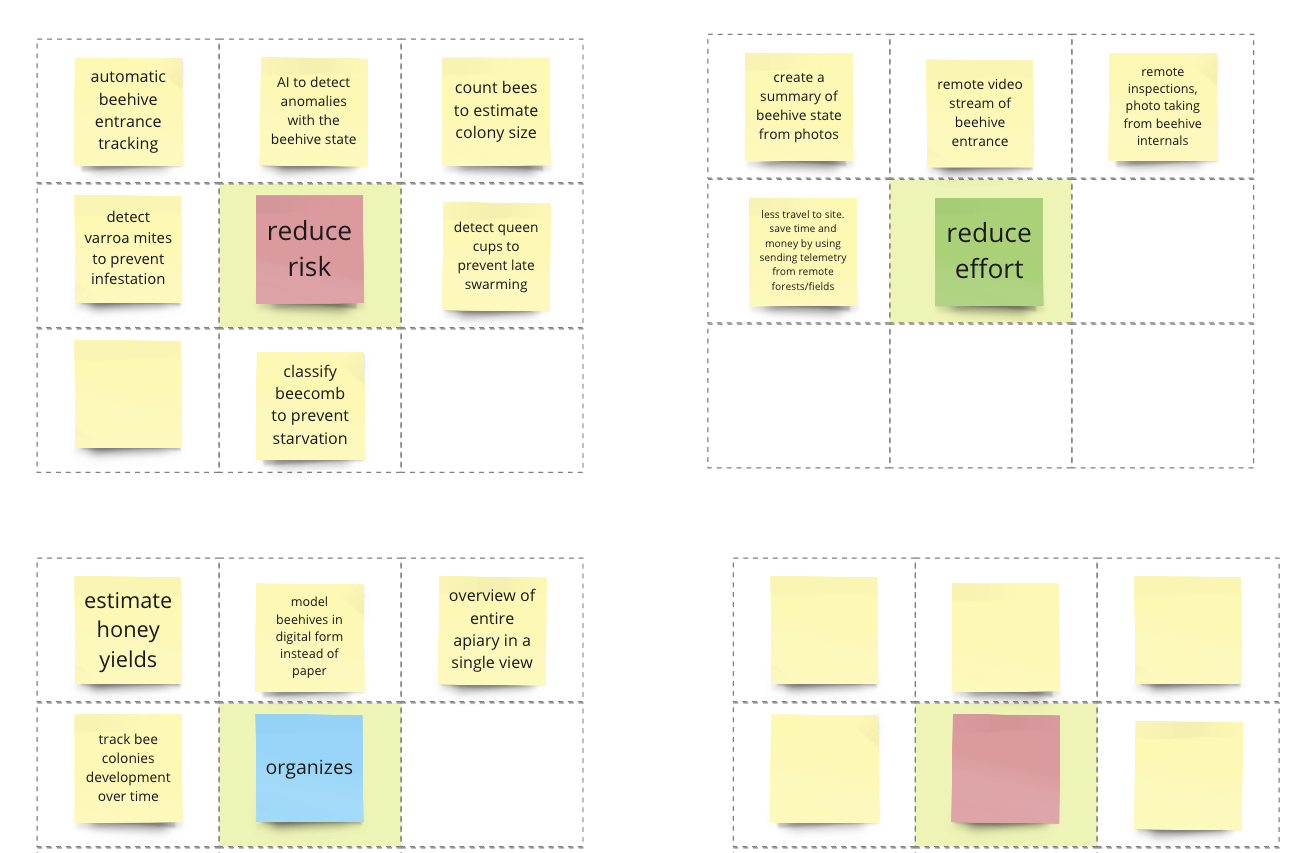 automatic
beehive
entrance
tracking
AI to detect
anomalies
with the
beehive state
count bees
to estimate
colony size
detect
varroa mites
to prevent
infestation
reduce
risk
detect queen
cups to
prevent late
swarming
classify
beecomb
to prevent
starvation
create a
summary of
beehive state
from photos
remote video
stream of
beehive
entrance
remote
inspections,
photo taking
from beehive
internals
less travel to site.
save time and
money by using
sending telemetry
from remote
forests/fields
reduce
effort
estimate
honey
yields
model
beehives in
digital form
instead of
paper
overview of
entire
apiary in a
single view
track bee
colonies
development
over time
organizes